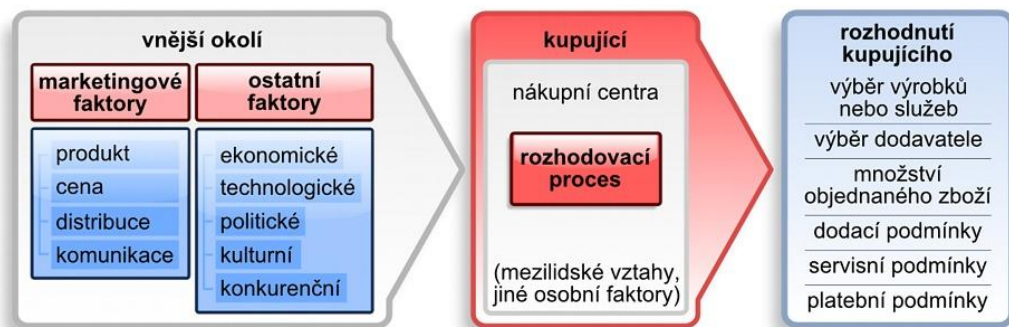 vnější okolí
marketingové
faktory
produkt
cena
distribuce
komunikace
ostatní
faktory
ekonomické
technologické
politické
kulturní
konkurenční
kupující
nákupní centra
rozhodovací
proces
(mezilidské vztahy,
jiné osobní faktory)
rozhodnutí
kupujícího
výběr výrobků
nebo služeb
výběr dodavatele
množství
objednaného zboží
dodací podmínky
servisní podmínky
platební podmínky